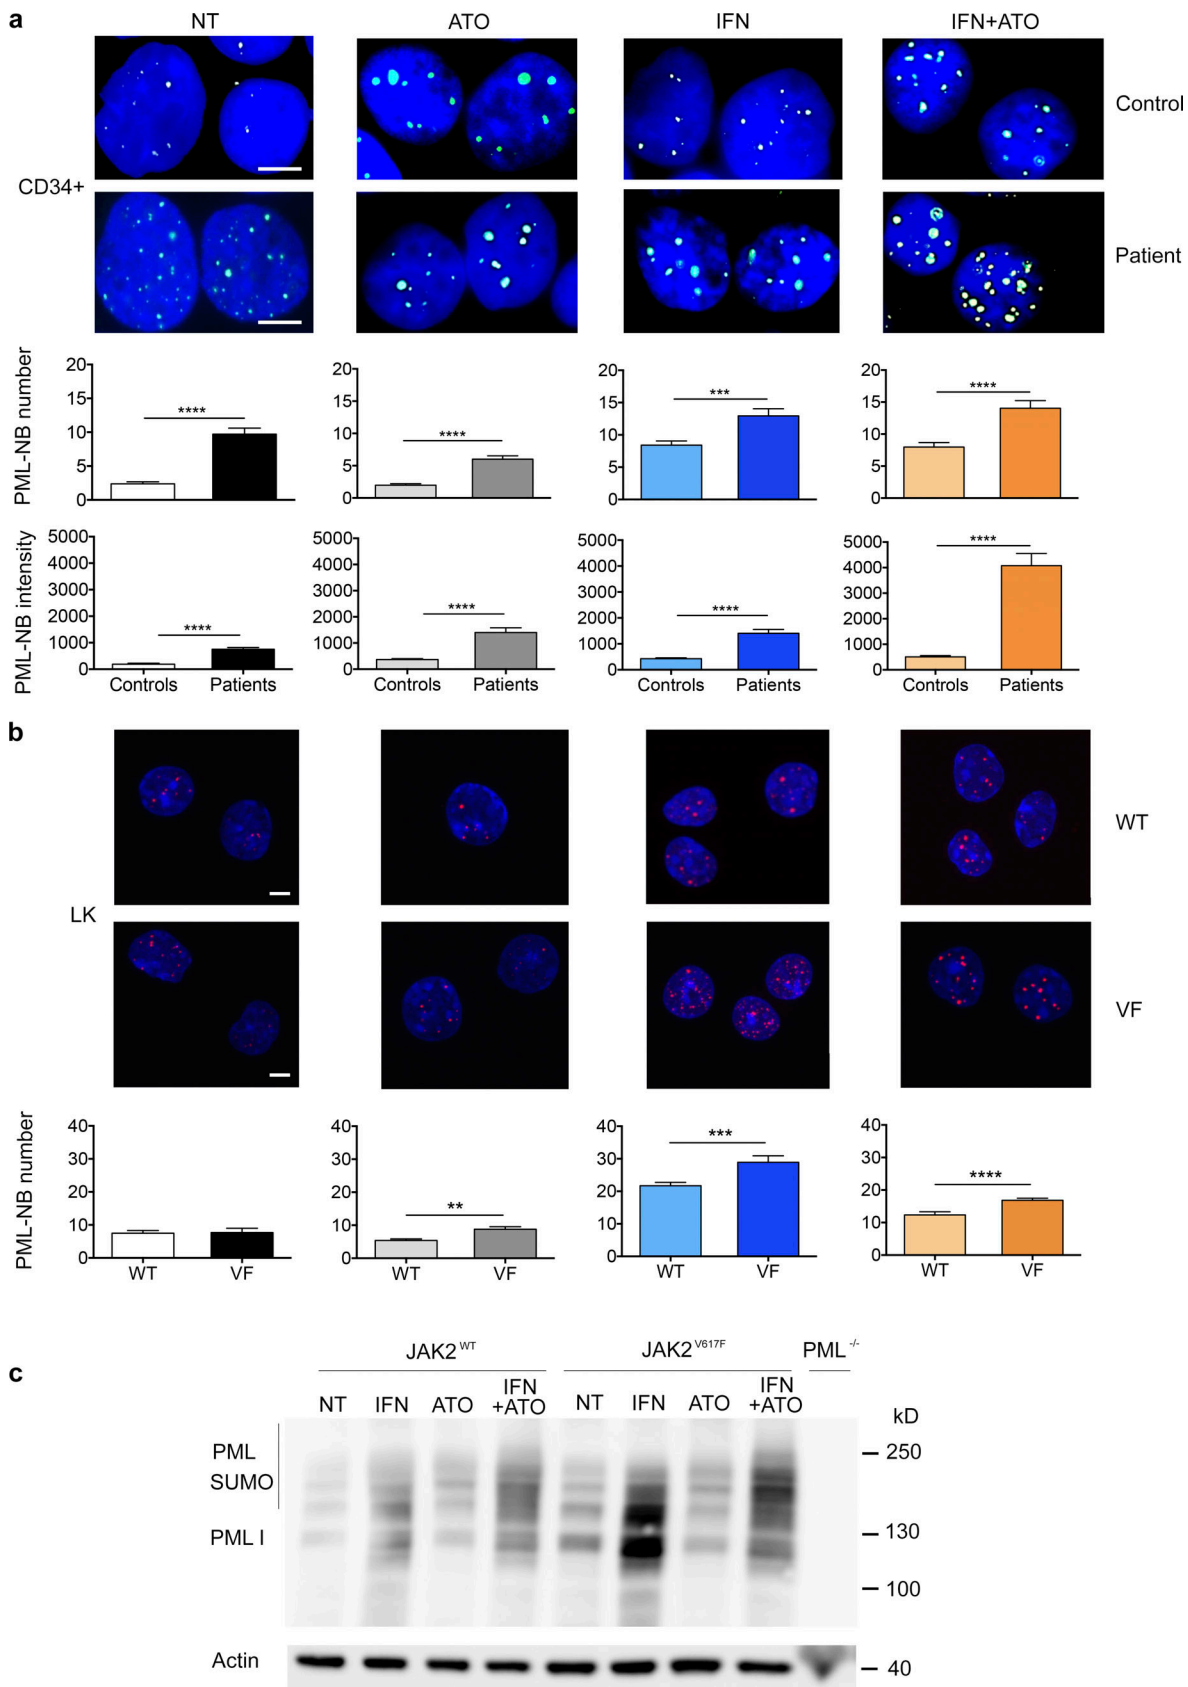 a
NT ATO IFN IFN+ATO
Control
CD34+
Patient
PML-NB number
20 15 10 5 0 ****
20 15 10 5 0 ****
20 15 10 5 0 ***
20 15 10 5 0 ****
PML-NB intensity
5000 4000 3000 2000 1000 0 ****
5000 4000 3000 2000 1000 0 ****
5000 4000 3000 2000 1000 0 ****
5000 4000 3000 2000 1000 0 ****
Controls Patients Controls Patients Controls Patients Controls Patients
b
WT
LK
VF
PML-NB number
40 30 20 10 0
40 30 20 10 0 **
40 30 20 10 0 ***
40 30 20 10 0 ****
WT VF WT VF WT VF WT VF
c
JAK2 WT JAK2 V617F PML -/-
NT IFN ATO IFN +ATO NT IFN ATO IFN +ATO kD
PML
SUMO
PML I
250
130
100
Actin
40